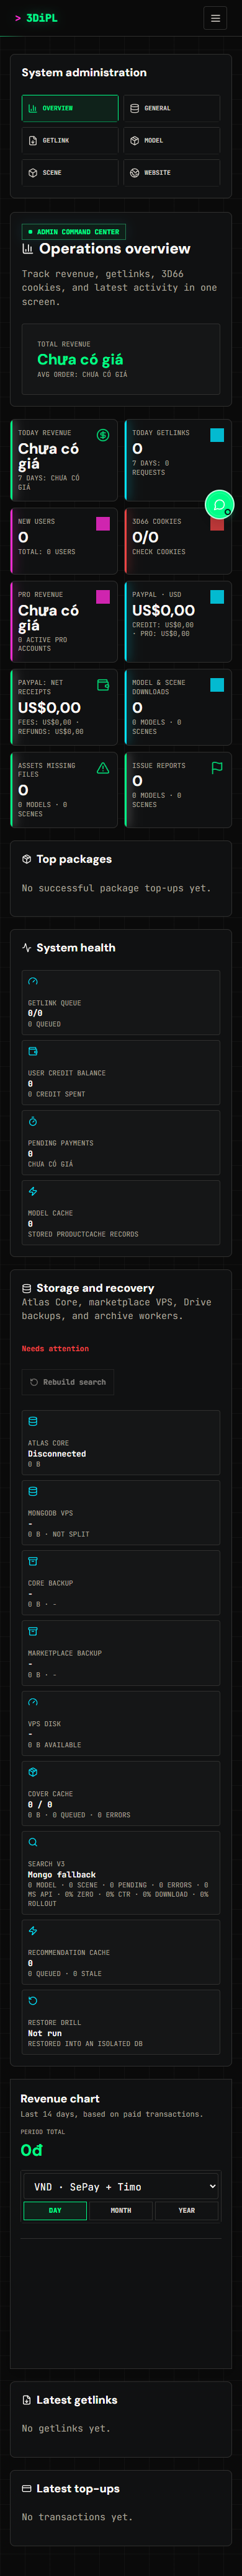 > 3DiPL
System administration
OVERVIEW
GENERAL
GETLINK
MODEL
SCENE
WEBSITE
ADMIN COMMAND CENTER
Operations overview
Track revenue, getlinks, 3D66
cookies, and latest activity in one
screen.
TOTAL REVENUE
Chưa có giá
AVG ORDER: CHƯA CÓ GIÁ
TODAY REVENUE
Chưa có
giá
7 DAYS: CHƯA CÓ
GIÁ
TODAY GETLINKS
0
7 DAYS: 0
REQUESTS
NEW USERS
0
TOTAL: 0 USERS
3D66 COOKIES
0/0
CHECK COOKIES
PRO REVENUE
Chưa có
giá
0 ACTIVE PRO
ACCOUNTS
PAYPAL · USD
US$0,00
CREDIT: US$0,00
· PRO: US$0,00
PAYPAL: NET
RECEIPTS
US$0,00
FEES: US$0,00 ·
REFUNDS: US$0,00
MODEL & SCENE
DOWNLOADS
0
0 MODELS · 0
SCENES
ASSETS MISSING
FILES
0
0 MODELS · 0
SCENES
ISSUE REPORTS
0
0 MODELS · 0
SCENES
Top packages
No successful package top-ups yet.
System health
GETLINK QUEUE
0/0
0 QUEUED
USER CREDIT BALANCE
0
0 CREDIT SPENT
PENDING PAYMENTS
0
CHƯA CÓ GIÁ
MODEL CACHE
0
STORED PRODUCTCACHE RECORDS
Storage and recovery
Atlas Core, marketplace VPS, Drive
backups, and archive workers.
Needs attention
Rebuild search
ATLAS CORE
Disconnected
0 B
MONGODB VPS
-
0 B · NOT SPLIT
CORE BACKUP
-
0 B · -
MARKETPLACE BACKUP
-
0 B · -
VPS DISK
-
0 B AVAILABLE
COVER CACHE
0 / 0
0 B · 0 QUEUED · 0 ERRORS
SEARCH V3
Mongo fallback
0 MODEL · 0 SCENE · 0 PENDING · 0 ERRORS · 0
MS API · 0% ZERO · 0% CTR · 0% DOWNLOAD · 0%
ROLLOUT
RECOMMENDATION CACHE
0
0 QUEUED · 0 STALE
RESTORE DRILL
Not run
RESTORED INTO AN ISOLATED DB
Revenue chart
Last 14 days, based on paid transactions.
PERIOD TOTAL
0đ
VND · SePay + Timo
DAY
MONTH
YEAR
Latest getlinks
No getlinks yet.
Latest top-ups
No transactions yet.